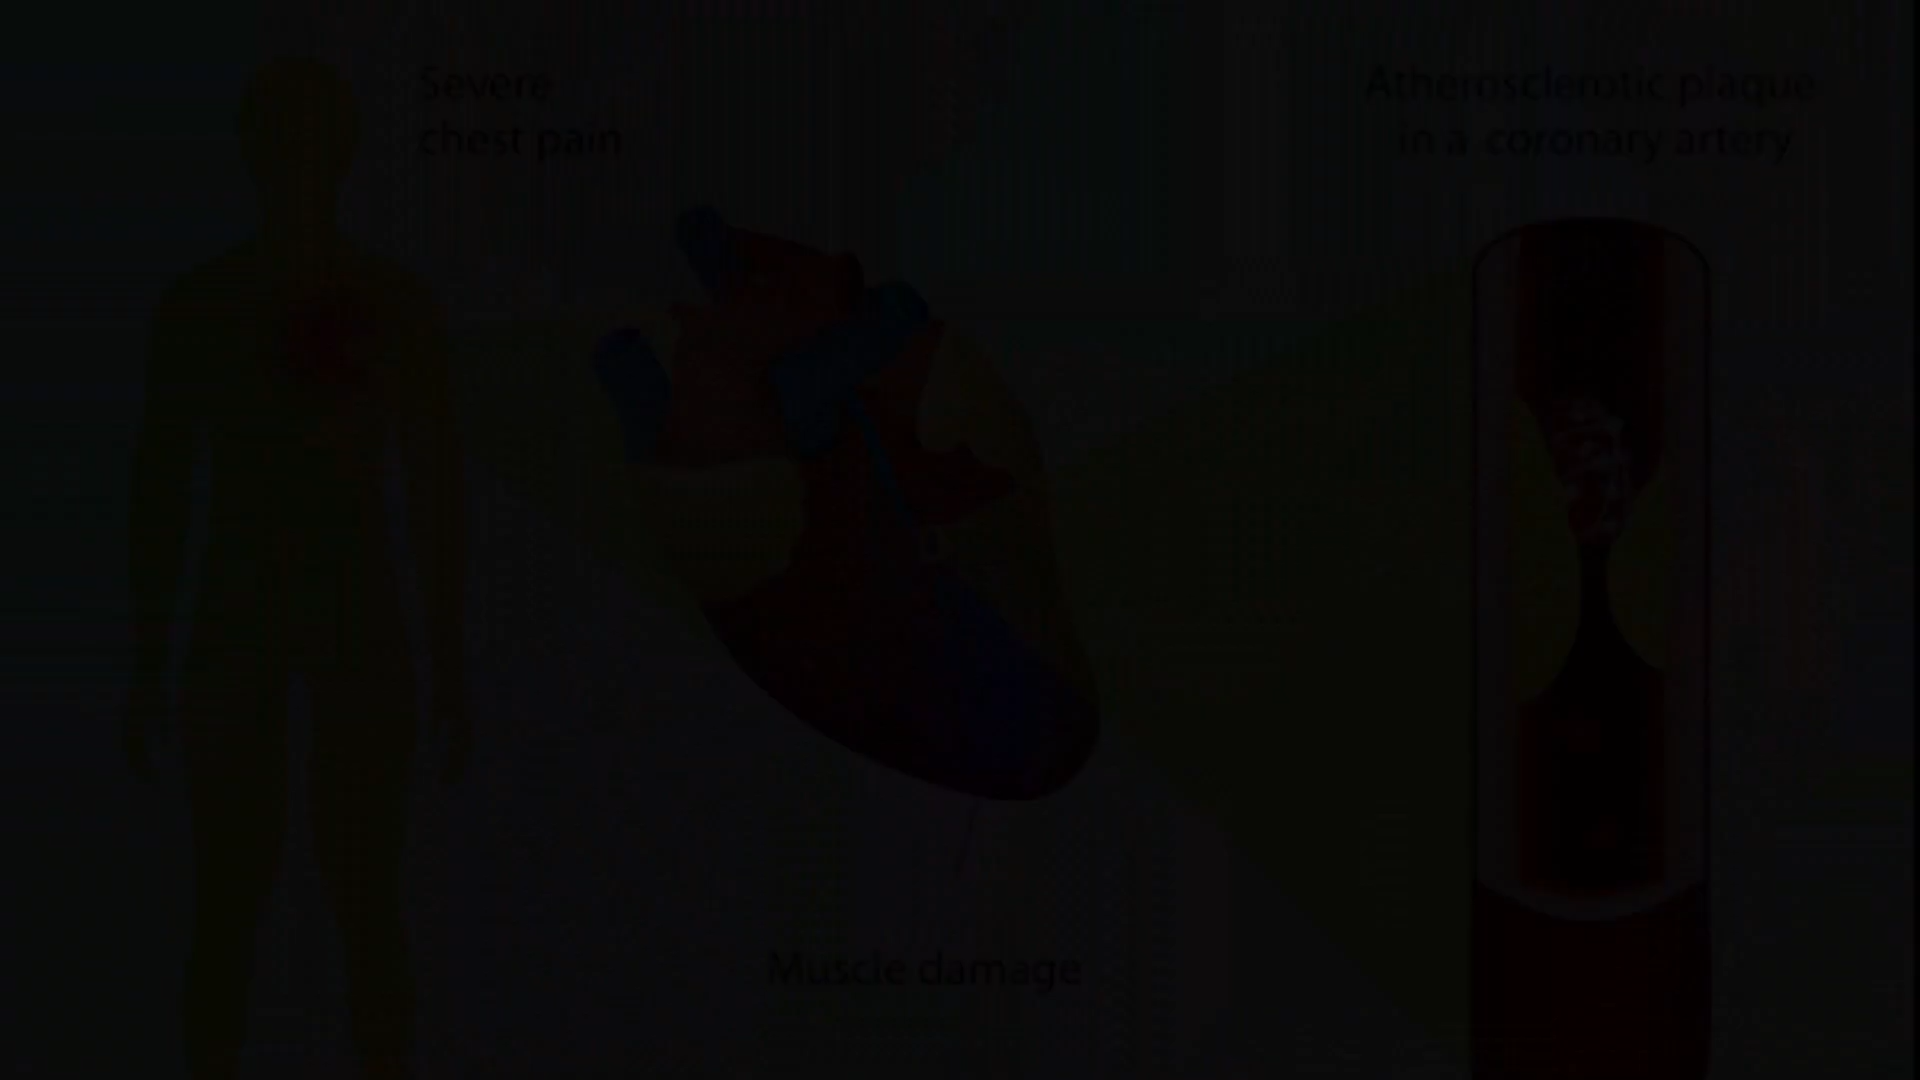 Severe
chest pain
Atherosclerotic plaque
in a coronary artery
Muscle damage